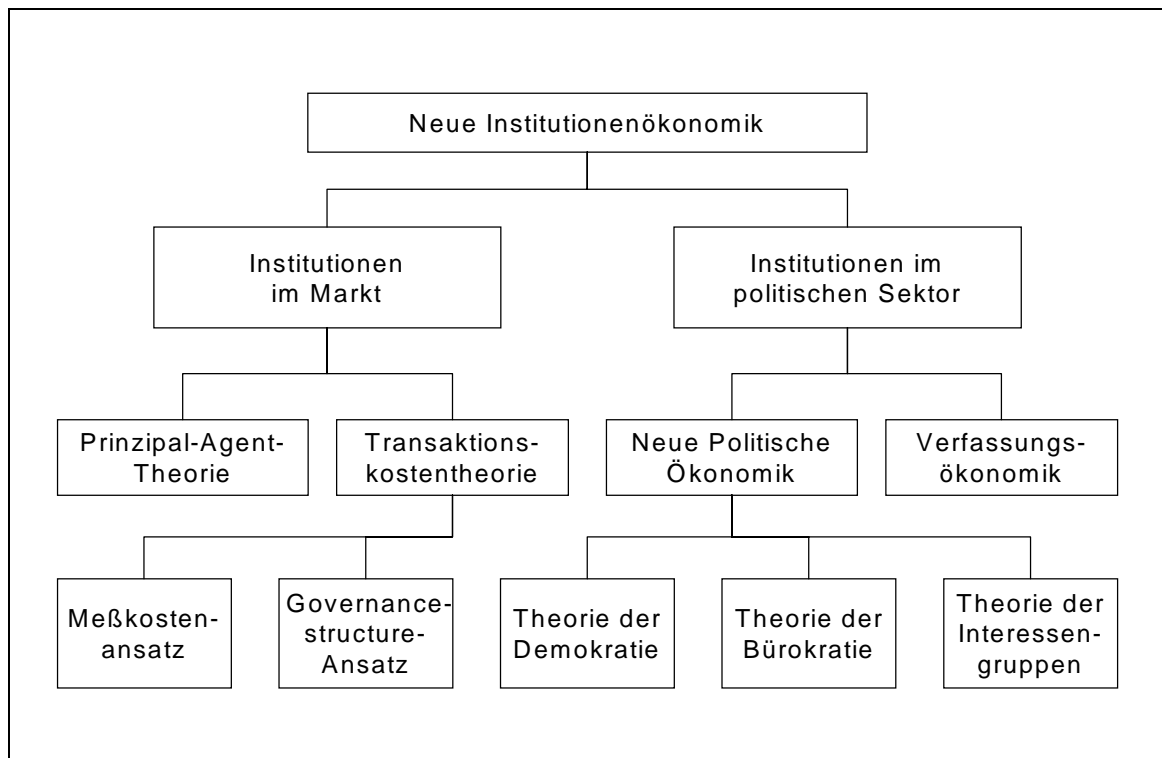 Neue Institutionenökonomik
Institutionen
im Markt
Institutionen im
politischen Sektor
Prinzipal-Agent-
Theorie
Transaktions-
kostentheorie
Neue Politische
Ökonomik
Verfassungs-
ökonomik
Meßkosten-
ansatz
Governance-
structure-
Ansatz
Theorie der
Demokratie
Theorie der
Bürokratie
Theorie der
Interessen-
gruppen